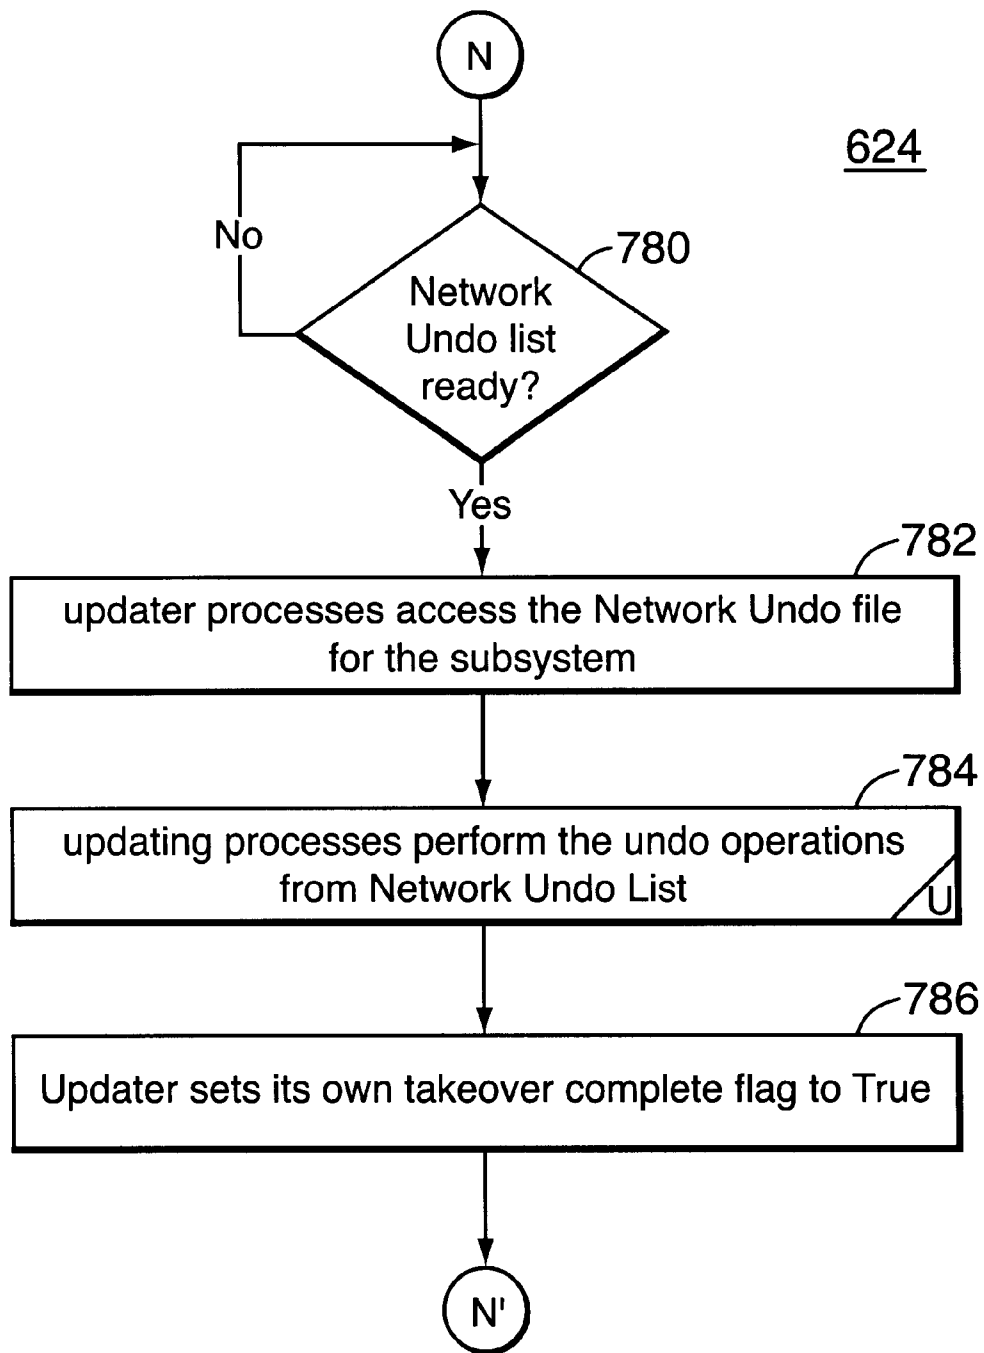 N
624
No
780
Network
Undo list
ready?
Yes
782
updater processes access the Network Undo file
for the subsystem
784
updating processes perform the undo operations
from Network Undo List
U
786
Updater sets its own takeover complete flag to True
N'